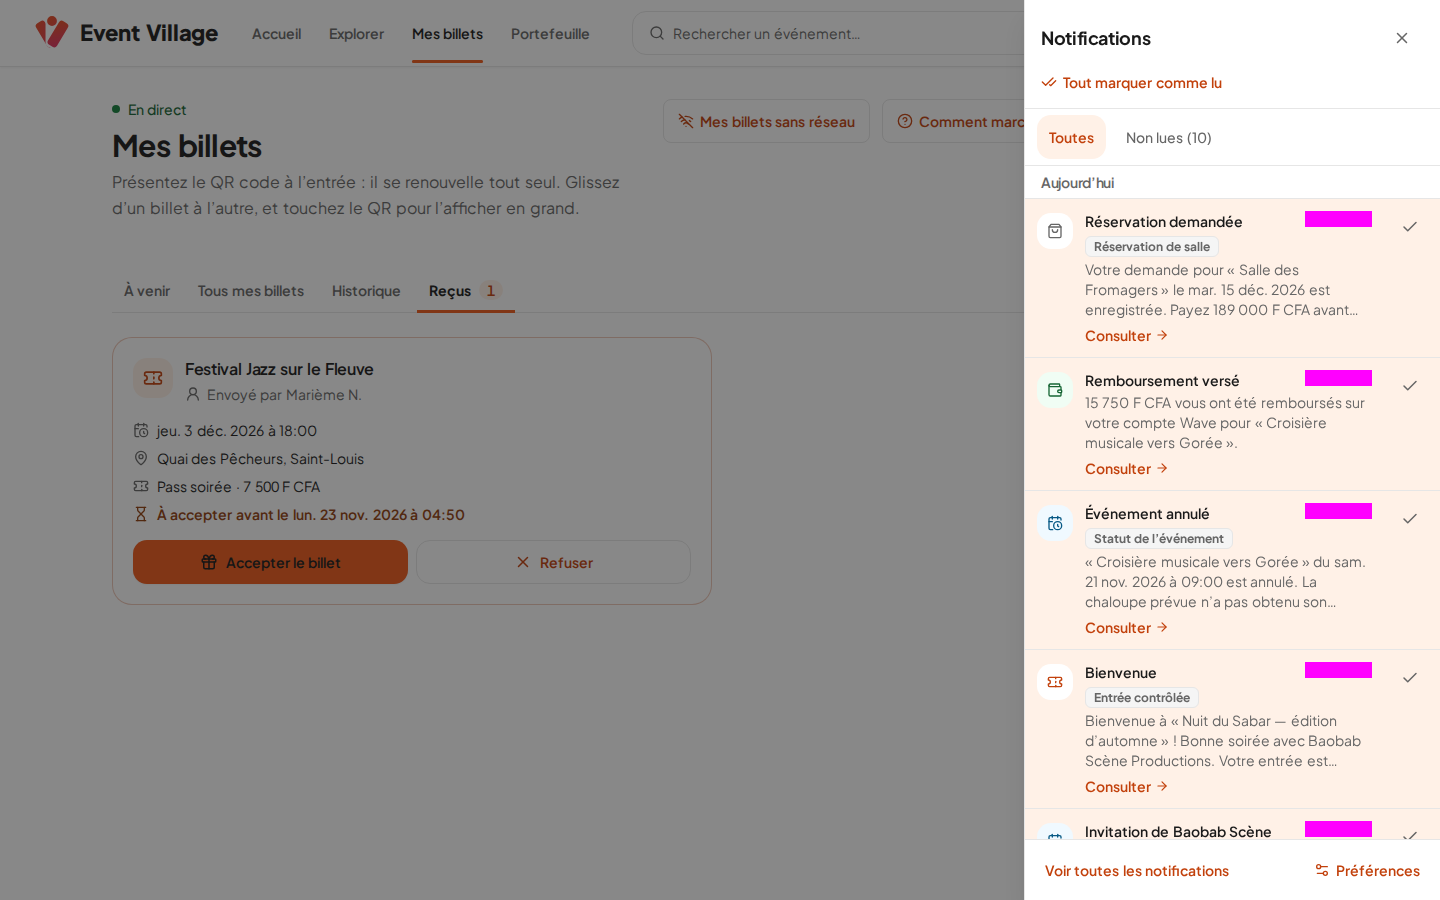 Event Village
Accueil
Explorer
Mes billets
Portefeuille
Rechercher un événement…
En direct
Mes billets
Présentez le QR code à l’entrée : il se renouvelle tout seul. Glissez
d’un billet à l’autre, et touchez le QR pour l’afficher en grand.
Mes billets sans réseau
Comment marc
À venir
Tous mes billets
Historique
Reçus 1
Festival Jazz sur le Fleuve
Envoyé par Marième N.
jeu. 3 déc. 2026 à 18:00
Quai des Pêcheurs, Saint-Louis
Pass soirée · 7 500 F CFA
À accepter avant le lun. 23 nov. 2026 à 04:50
Accepter le billet
Refuser
Notifications
Tout marquer comme lu
Toutes
Non lues (10)
Aujourd’hui
Réservation demandée
Réservation de salle
Votre demande pour « Salle des
Fromagers » le mar. 15 déc. 2026 est
enregistrée. Payez 189 000 F CFA avant…
Consulter
Remboursement versé
15 750 F CFA vous ont été remboursés sur
votre compte Wave pour « Croisière
musicale vers Gorée ».
Consulter
Événement annulé
Statut de l’événement
« Croisière musicale vers Gorée » du sam.
21 nov. 2026 à 09:00 est annulé. La
chaloupe prévue n’a pas obtenu son…
Consulter
Bienvenue
Entrée contrôlée
Bienvenue à « Nuit du Sabar — édition
d’automne » ! Bonne soirée avec Baobab
Scène Productions. Votre entrée est…
Consulter
Invitation de Baobab Scène
Voir toutes les notifications
Préférences